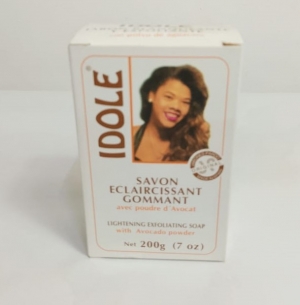 IDOLE®
SAVON
ECLAIRCISSANT
GOMMANT
avec poudre d'Avocat
LIGHTENING EXFOLIATING SOAP
with Avocado powder
Net 200g (7 oz)